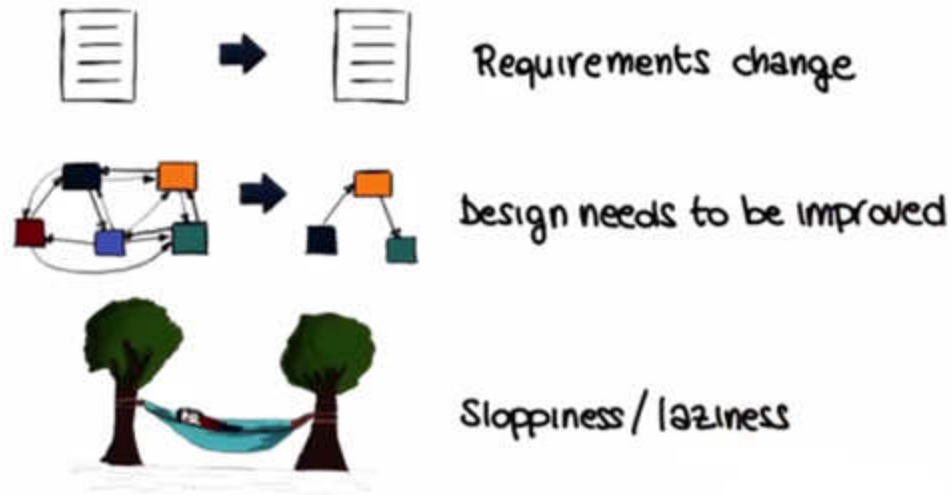 Requirements change
Design needs to be improved
Sloppiness/laziness